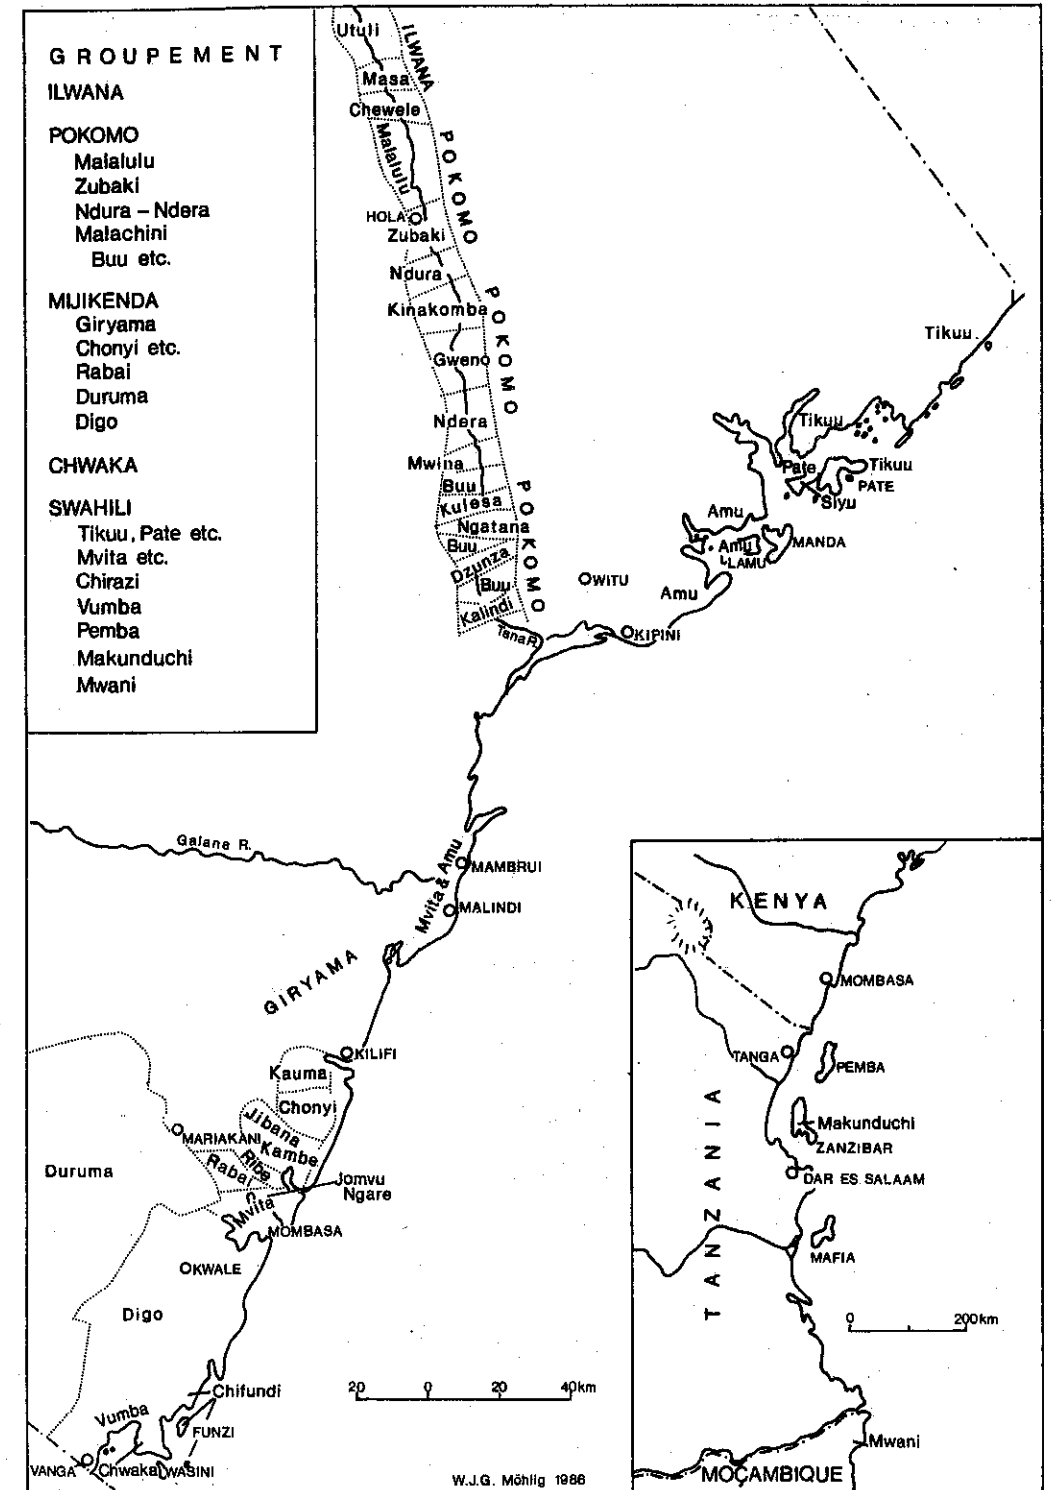 GROUPEMENT
ILWANA
POKOMO
Malalulu
Zubaki
Ndura – Ndera
Malachini
Buu etc.
MIJIKENDA
Giryama
Chonyi etc.
Rabai
Duruma
Digo
CHWAKA
SWAHILI
Tikuu, Pate etc.
Mvita etc.
Chirazi
Vumba
Pemba
Makunduchi
Mwani
Utuli
ILWANA
Masa
Chewele
Malalulu
POKOMO
HOLA
Zubaki
Ndura
Kinakomba
POKOMO
Gweno
Ndera
Mwina
Buu
Kulesa
POKOMO
Ngatana
Buu
Dzunza
Buu
Kalindi
Tana R.
Tikuu
Tikuu
Pate
Tikuu
PATE
Siyu
Amu
Amu
LAMU
MANDA
Amu
WITU
KIPINI
Galana R.
Mvita & Amu
MAMBRUI
MALINDI
GIRYAMA
KILIFI
Kauma
Chonyi
Jibana
Kambe
MARIAKANI
Ribe
Rabai
Duruma
Jomvu
Ngare
Mvita
MOMBASA
KWALE
Digo
Chifundi
Vumba
FUNZI
VANGA
Chwaka
WASINI
20 0 20 40km
W.J.G. Möhlig 1986
KENYA
MOMBASA
TANGA
PEMBA
TANZANIA
Makunduchi
ZANZIBAR
DAR ES SALAAM
MAFIA
0 200km
Mwani
MOÇAMBIQUE